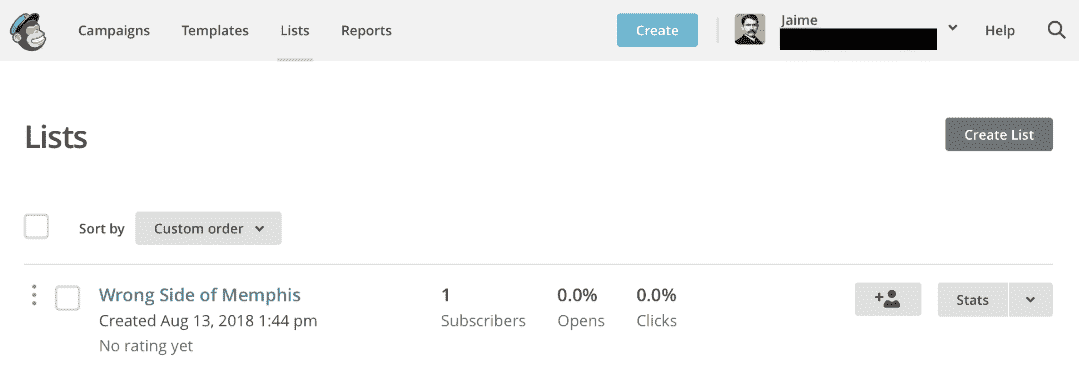 Campaigns Templates Lists Reports Create Jaime Help
Lists
Create List
Sort by Custom order
Wrong Side of Memphis 1 0.0% 0.0% Stats
Created Aug 13, 2018 1:44 pm Subscribers Opens Clicks
No rating yet